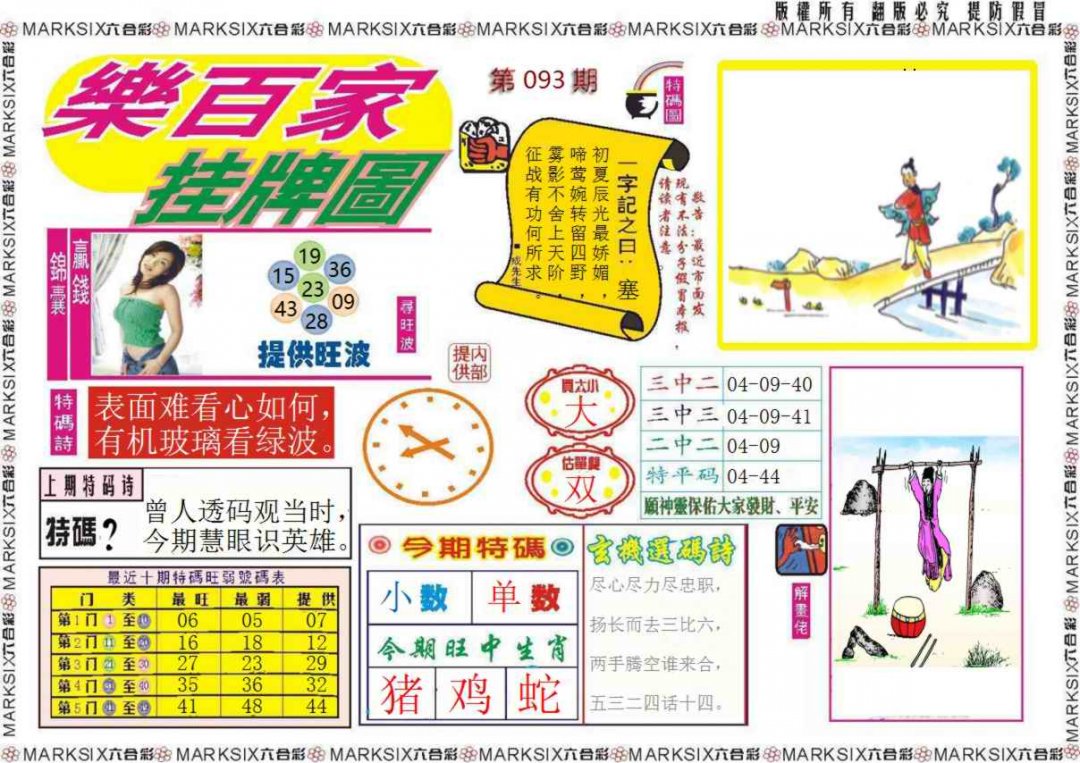 版權所有 翻版必究 提防假冒
MARKSIX六合彩 MARKSIX六合彩 MARKSIX六合彩 MARKSIX六合彩 MARKSIX六合彩 MARKSIX六合彩 MARKSIX六合彩
樂百家
挂牌圖
第 093 期
特碼圖
一字記之曰：塞
初夏辰光最娇媚，
啼莺婉转留四野，
雾影不舍上天阶，
征战有功何所求。
敬告：最近市面发
现有不法分子假冒本报，
请读者注意。
贏錢
錦囊
19
15
36
23
43
09
28
提供旺波
尋旺波
内部
提供
特碼詩
表面难看心如何，
有机玻璃看绿波。
上期特码诗
特碼？
曾人透码观当时，
今期慧眼识英雄。
買大小
大
估單雙
双
三中二 04-09-40
三中三 04-09-41
二中二 04-09
特平码 04-44
願神靈保佑大家發財、平安
最近十期特碼旺弱號碼表
门 类 最旺 最弱 提供
第1门 1 至 10 06 05 07
第2门 11 至 20 16 18 12
第3门 21 至 30 27 23 29
第4门 31 至 40 35 36 32
第5门 41 至 49 41 48 44
今期特碼
小数 单数
今期旺中生肖
猪 鸡 蛇
玄機選碼詩
尽心尽力尽忠职，
扬长而去三比六，
两手腾空谁来合，
五三二四话十四。
解畫佬
MARKSIX六合彩 MARKSIX六合彩 MARKSIX六合彩 MARKSIX六合彩 MARKSIX六合彩 MARKSIX六合彩 MARKSIX六合彩